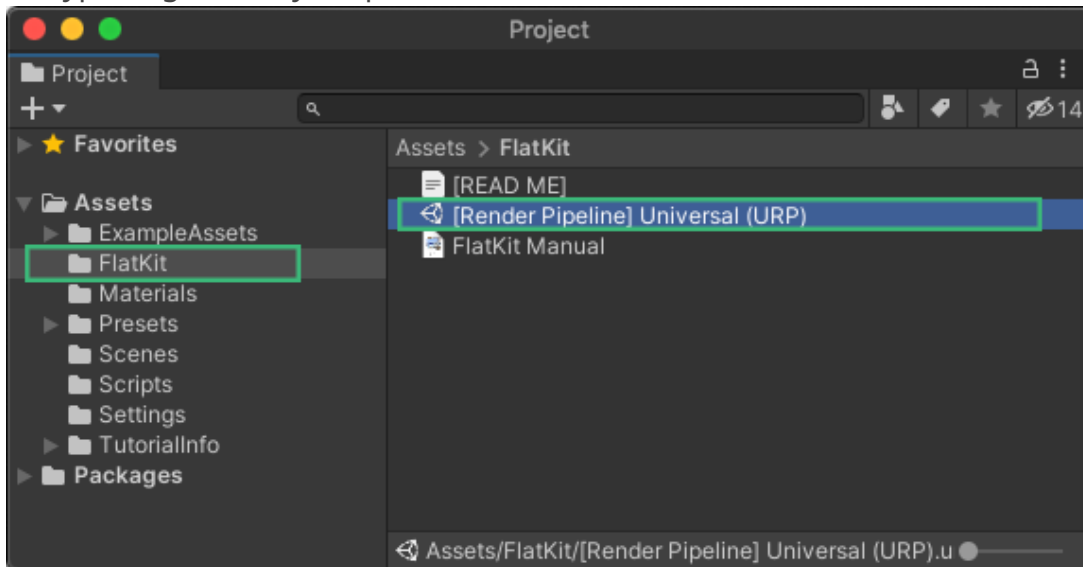 Project
Project
14
Favorites
Assets > FlatKit
[READ ME]
Assets
[Render Pipeline] Universal (URP)
ExampleAssets
FlatKit Manual
FlatKit
Materials
Presets
Scenes
Scripts
Settings
TutorialInfo
Packages
Assets/FlatKit/[Render Pipeline] Universal (URP).u